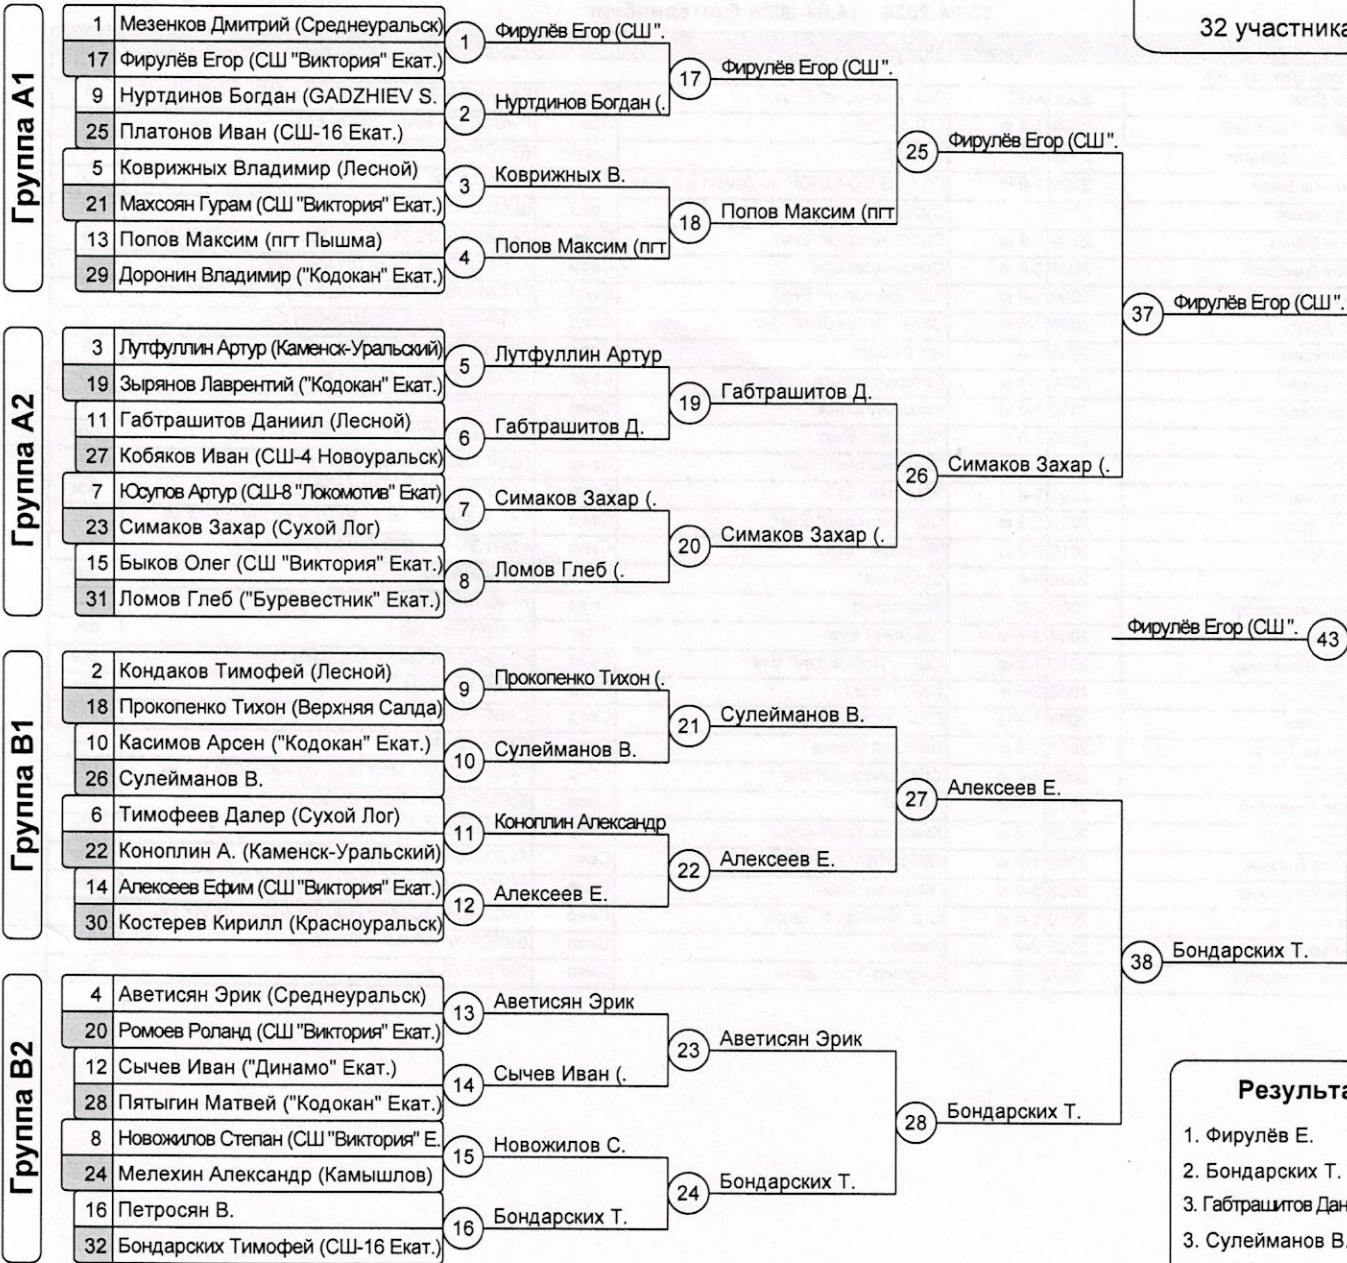 32 участника
Группа А1
1 Мезенков Дмитрий (Среднеуральск)
17 Фирулёв Егор (СШ "Виктория" Екат.)
9 Нуртдинов Богдан (GADZHIEV S.
25 Платонов Иван (СШ-16 Екат.)
5 Коврижных Владимир (Лесной)
21 Махсоян Гурам (СШ "Виктория" Екат.)
13 Попов Максим (пгт Пышма)
29 Доронин Владимир ("Кодокан" Екат.)
1 Фирулёв Егор (СШ ".
2 Нуртдинов Богдан (.
3 Коврижных В.
4 Попов Максим (пгт
17 Фирулёв Егор (СШ ".
18 Попов Максим (пгт
25 Фирулёв Егор (СШ ".
Группа А2
3 Лутфуллин Артур (Каменск-Уральский)
19 Зырянов Лаврентий ("Кодокан" Екат.)
11 Габтрашитов Даниил (Лесной)
27 Кобяков Иван (СШ-4 Новоуральск)
7 Юсупов Артур (СШ-8 "Локомотив" Екат)
23 Симаков Захар (Сухой Лог)
15 Быков Олег (СШ "Виктория" Екат.)
31 Ломов Глеб ("Буревестник" Екат.)
5 Лутфуллин Артур
6 Габтрашитов Д.
7 Симаков Захар (.
8 Ломов Глеб (.
19 Габтрашитов Д.
20 Симаков Захар (.
26 Симаков Захар (.
37 Фирулёв Егор (СШ ".
Фирулёв Егор (СШ ". 43
Группа В1
2 Кондаков Тимофей (Лесной)
18 Прокопенко Тихон (Верхняя Салда)
10 Касимов Арсен ("Кодокан" Екат.)
26 Сулейманов В.
6 Тимофеев Далер (Сухой Лог)
22 Коноплин А. (Каменск-Уральский)
14 Алексеев Ефим (СШ "Виктория" Екат.)
30 Костерев Кирилл (Красноуральск)
9 Прокопенко Тихон (.
10 Сулейманов В.
11 Коноплин Александр
12 Алексеев Е.
21 Сулейманов В.
22 Алексеев Е.
27 Алексеев Е.
Группа В2
4 Аветисян Эрик (Среднеуральск)
20 Ромоев Роланд (СШ "Виктория" Екат.)
12 Сычев Иван ("Динамо" Екат.)
28 Пятыгин Матвей ("Кодокан" Екат.)
8 Новожилов Степан (СШ "Виктория" Е.
24 Мелехин Александр (Камышлов)
16 Петросян В.
32 Бондарских Тимофей (СШ-16 Екат.)
13 Аветисян Эрик
14 Сычев Иван (.
15 Новожилов С.
16 Бондарских Т.
23 Аветисян Эрик
24 Бондарских Т.
28 Бондарских Т.
38 Бондарских Т.
Результа
1. Фирулёв Е.
2. Бондарских Т.
3. Габтрашитов Дан
3. Сулейманов В.